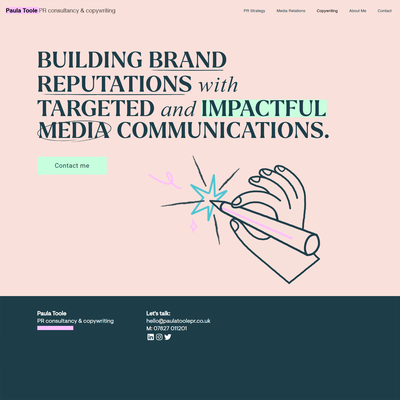 Paula Toole PR consultancy & copywriting
PR Strategy Media Relations Copywriting About Me Contact
BUILDING BRAND
REPUTATIONS with
TARGETED and IMPACTFUL
MEDIA COMMUNICATIONS.
Contact me
Paula Toole
PR consultancy & copywriting
Let's talk:
hello@paulatoolepr.co.uk
M: 07827 011201